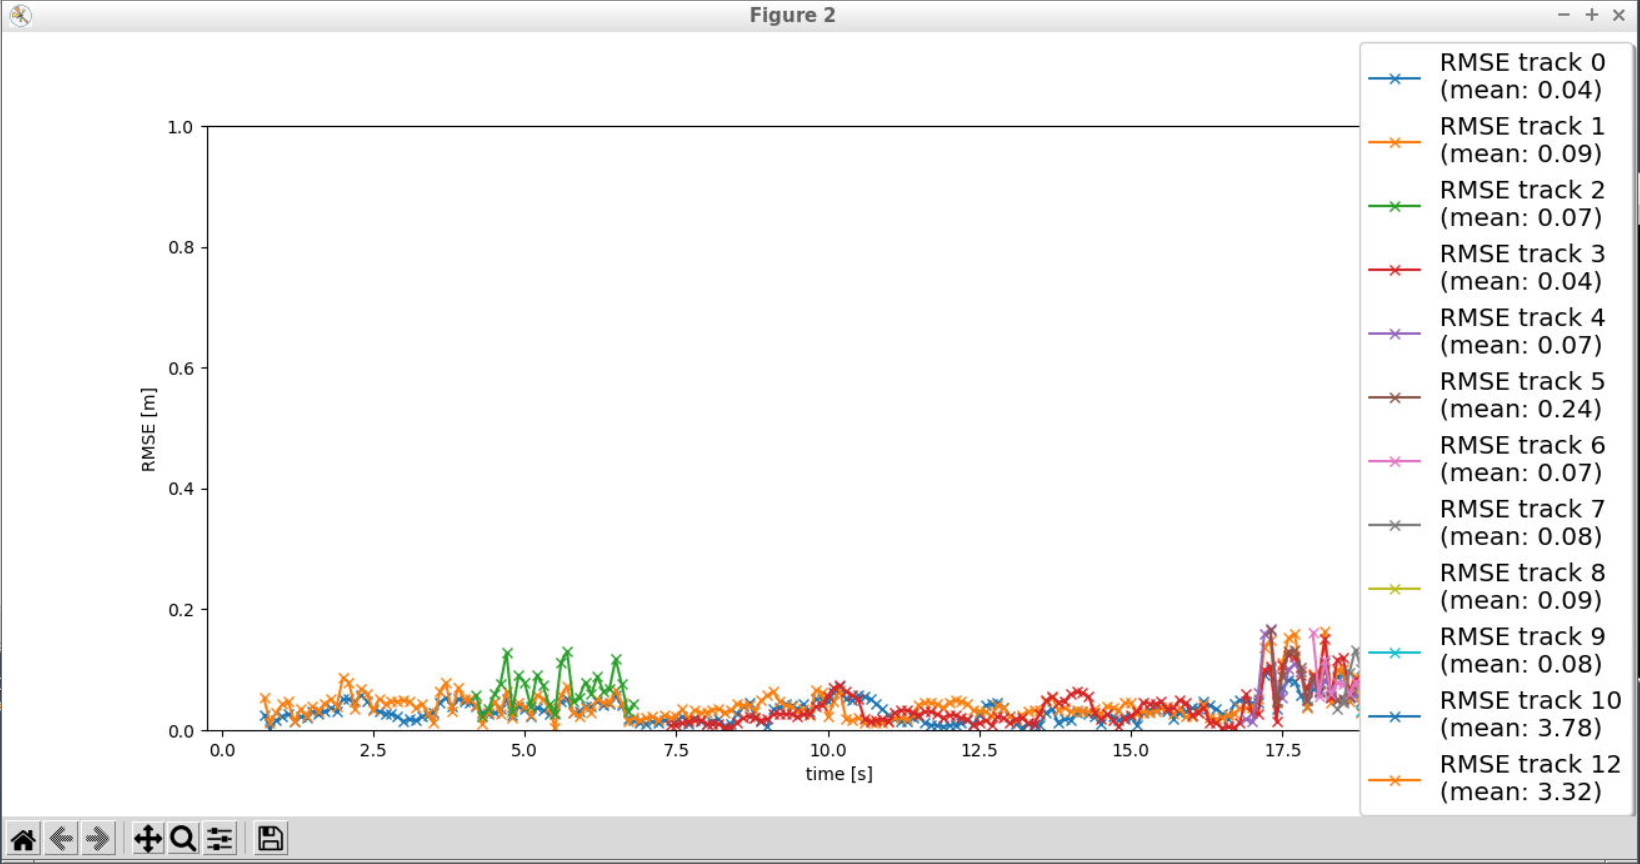 Figure 2
RMSE track 0
(mean: 0.04)
RMSE track 1
(mean: 0.09)
RMSE track 2
(mean: 0.07)
RMSE track 3
(mean: 0.04)
RMSE track 4
(mean: 0.07)
RMSE track 5
(mean: 0.24)
RMSE track 6
(mean: 0.07)
RMSE track 7
(mean: 0.08)
RMSE track 8
(mean: 0.09)
RMSE track 9
(mean: 0.08)
RMSE track 10
(mean: 3.78)
RMSE track 12
(mean: 3.32)
1.0
0.8
0.6
0.4
0.2
0.0
RMSE [m]
0.0 2.5 5.0 7.5 10.0 12.5 15.0 17.5
time [s]